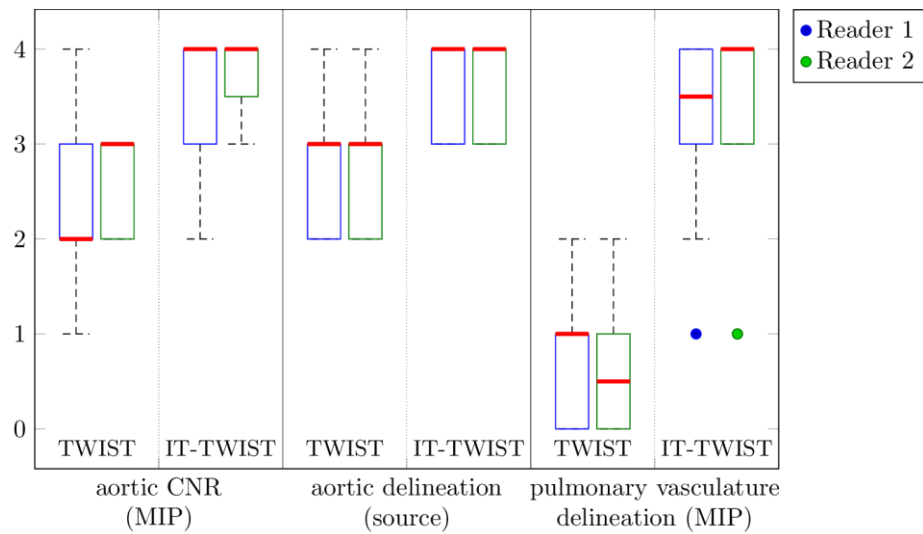 4
3
2
1
0
Reader 1
Reader 2
TWIST IT-TWIST TWIST IT-TWIST TWIST IT-TWIST
aortic CNR aortic delineation pulmonary vasculature
(MIP) (source) delineation (MIP)